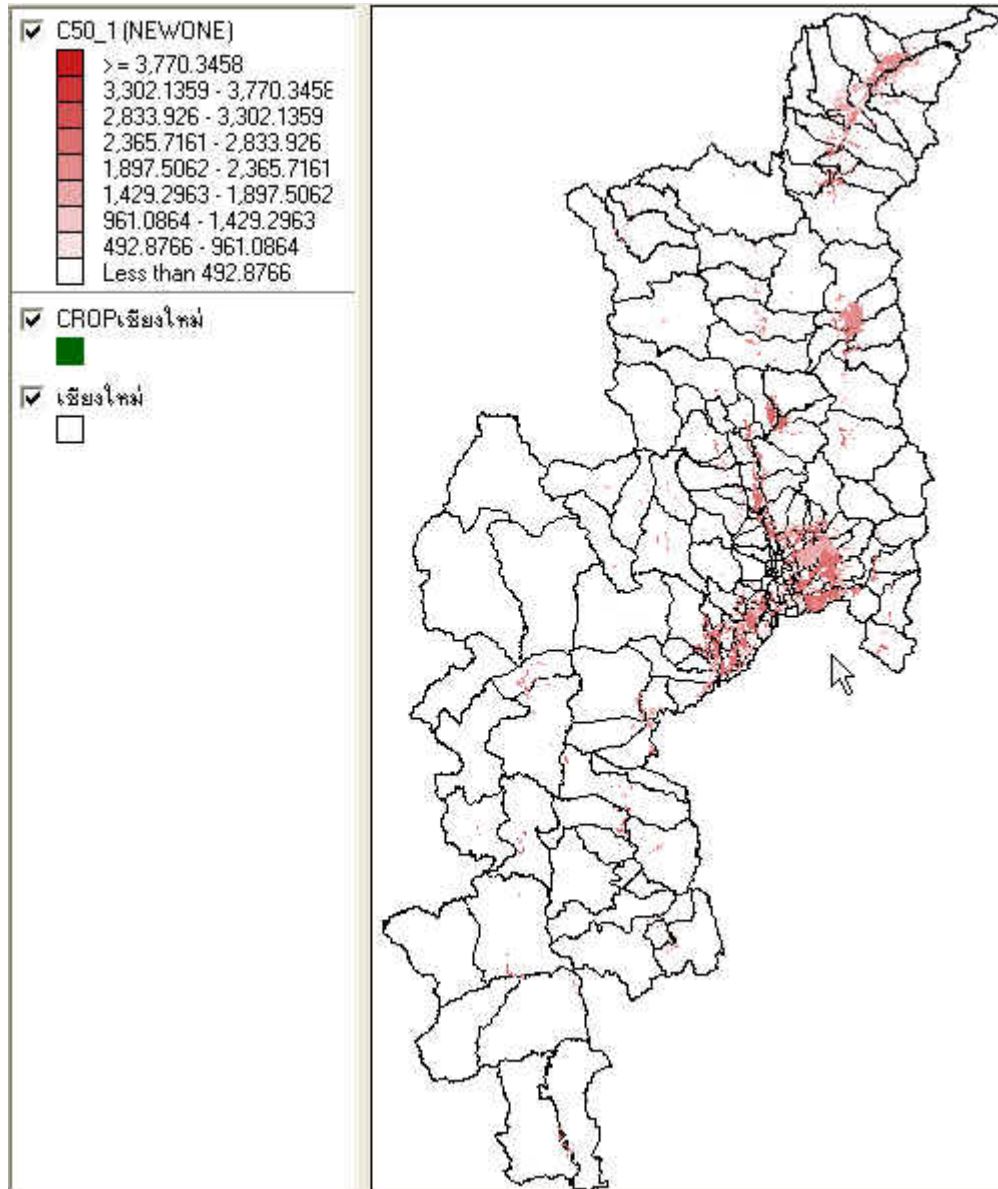 C50_1 (NEWONE)
>= 3,770.3458
3,302.1359 - 3,770.3458
2,833.926 - 3,302.1359
2,365.7161 - 2,833.926
1,897.5062 - 2,365.7161
1,429.2963 - 1,897.5062
961.0864 - 1,429.2963
492.8766 - 961.0864
Less than 492.8766
CROPเชียงใหม่
เชียงใหม่